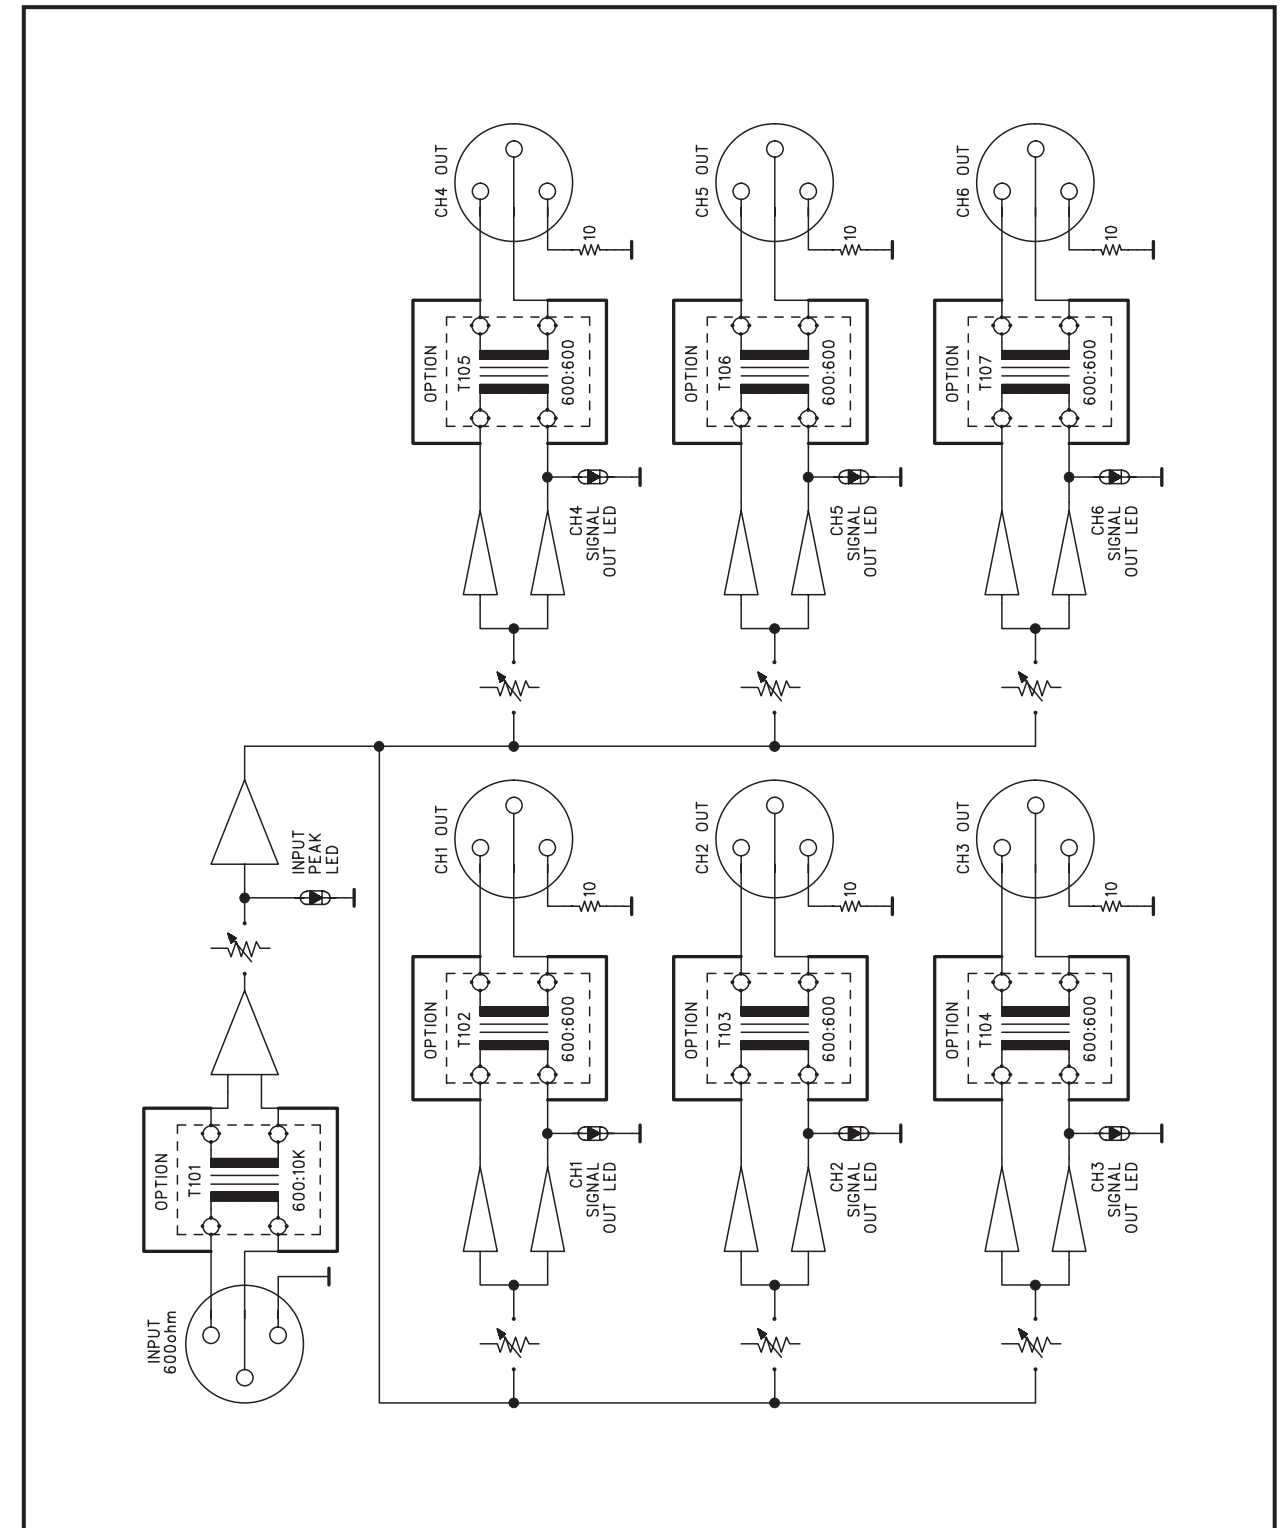 CH4 OUT
CH5 OUT
CH6 OUT
10
10
10
OPTION
T105
600:600
OPTION
T106
600:600
OPTION
T107
600:600
CH4
SIGNAL
OUT LED
CH5
SIGNAL
OUT LED
CH6
SIGNAL
OUT LED
INPUT
PEAK
LED
CH1 OUT
CH2 OUT
CH3 OUT
10
10
10
OPTION
T102
600:600
OPTION
T103
600:600
OPTION
T104
600:600
OPTION
T101
600:10K
CH1
SIGNAL
OUT LED
CH2
SIGNAL
OUT LED
CH3
SIGNAL
OUT LED
INPUT
600ohm